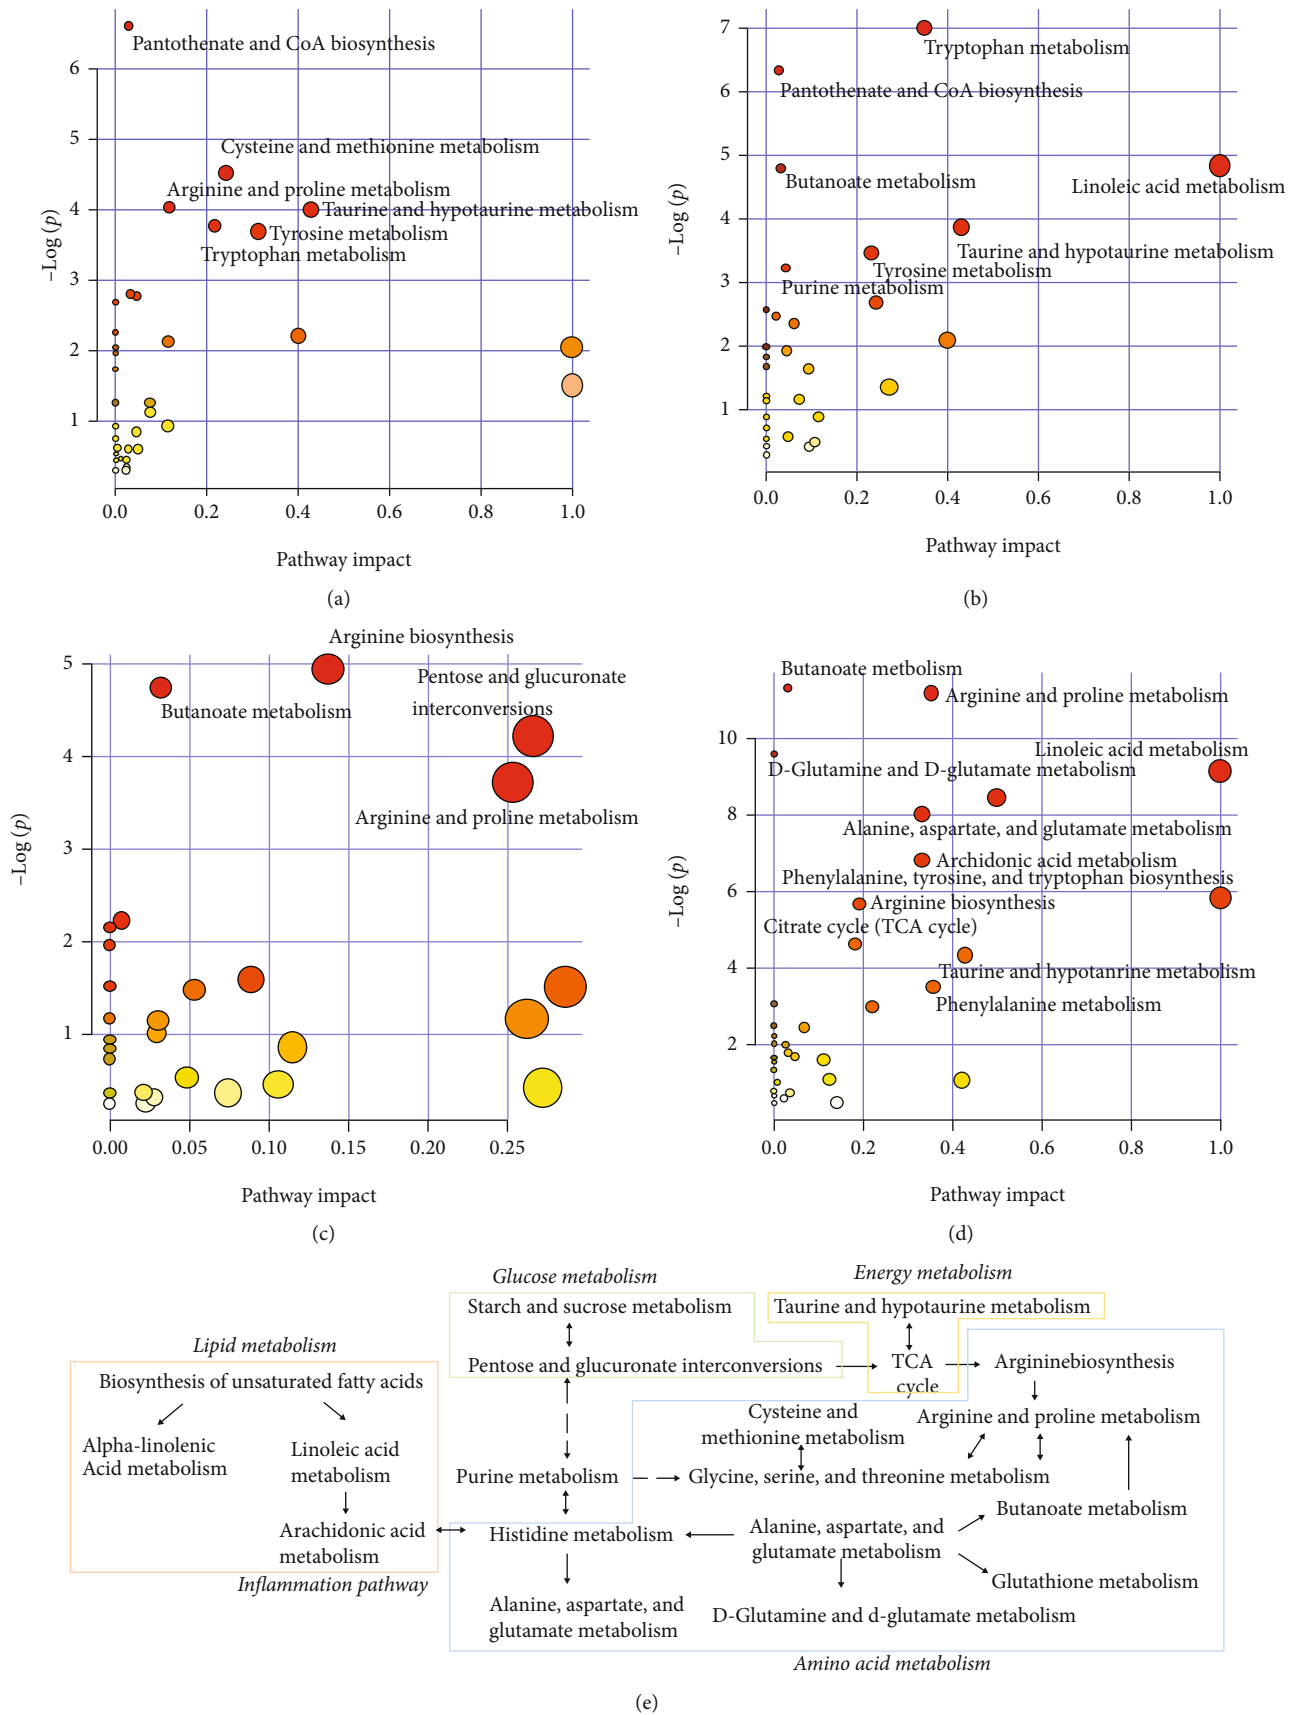 Pantothenate and CoA biosynthesis
6
5
Cysteine and methionine metabolism
Arginine and proline metabolism
4
Taurine and hypotaurine metabolism
Tyrosine metabolism
Tryptophan metabolism
3
2
1
–Log (p)
0.0 0.2 0.4 0.6 0.8 1.0
Pathway impact
(a)
7
Tryptophan metabolism
6
Pantothenate and CoA biosynthesis
5
Butanoate metabolism
Linoleic acid metabolism
4
Taurine and hypotaurine metabolism
Tyrosine metabolism
3
Purine metabolism
2
1
–Log (p)
0.0 0.2 0.4 0.6 0.8 1.0
Pathway impact
(b)
Arginine biosynthesis
5
Pentose and glucuronate
interconversions
Butanoate metabolism
4
Arginine and proline metabolism
3
2
1
–Log (p)
0.00 0.05 0.10 0.15 0.20 0.25
Pathway impact
(c)
Butanoate metbolism
Arginine and proline metabolism
10
Linoleic acid metabolism
D-Glutamine and D-glutamate metabolism
8
Alanine, aspartate, and glutamate metabolism
Archidonic acid metabolism
Phenylalanine, tyrosine, and tryptophan biosynthesis
6
Arginine biosynthesis
Citrate cycle (TCA cycle)
4
Taurine and hypotanrine metabolism
Phenylalanine metabolism
2
–Log (p)
0.0 0.2 0.4 0.6 0.8 1.0
Pathway impact
(d)
Glucose metabolism
Energy metabolism
Starch and sucrose metabolism
Taurine and hypotaurine metabolism
Lipid metabolism
Pentose and glucuronate interconversions
TCA
cycle
Argininebiosynthesis
Biosynthesis of unsaturated fatty acids
Cysteine and
methionine metabolism
Arginine and proline metabolism
Alpha-linolenic
Acid metabolism
Linoleic acid
metabolism
Purine metabolism
Glycine, serine, and threonine metabolism
Butanoate metabolism
Arachidonic acid
metabolism
Histidine metabolism
Alanine, aspartate, and
glutamate metabolism
Inflammation pathway
Glutathione metabolism
Alanine, aspartate, and
glutamate metabolism
D-Glutamine and d-glutamate metabolism
Amino acid metabolism
(e)